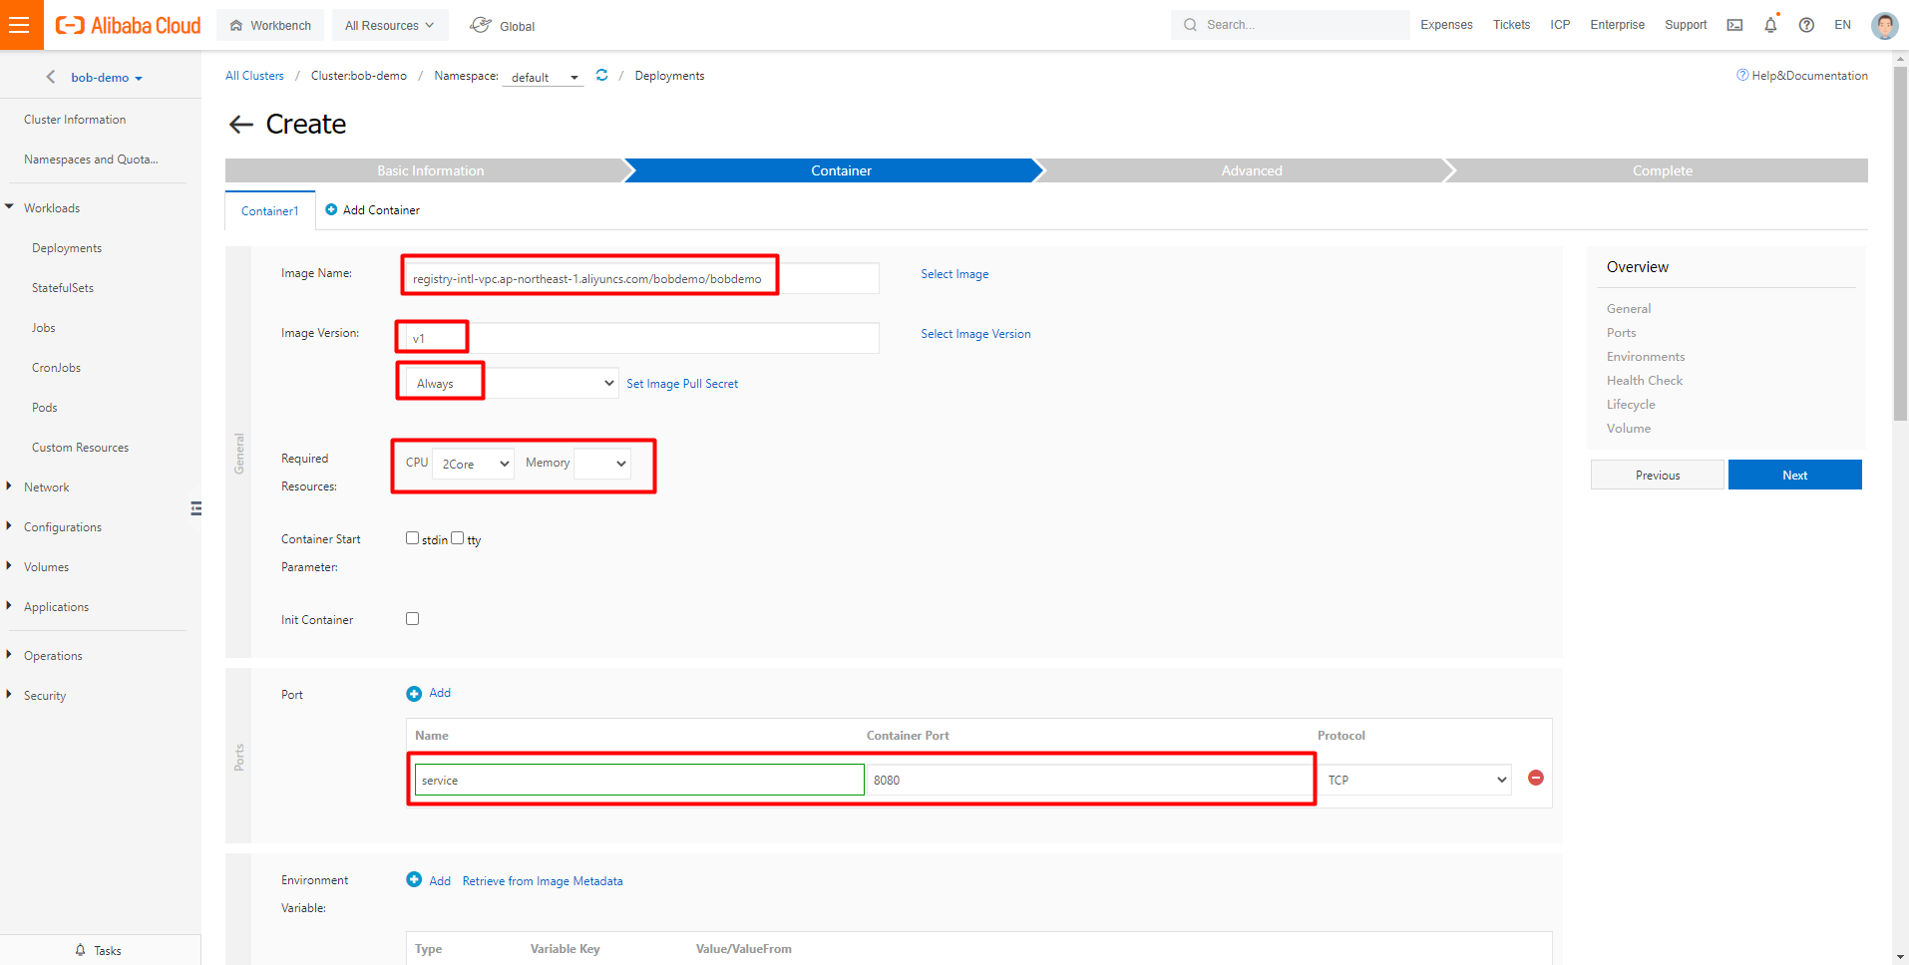 Alibaba Cloud
Workbench
All Resources
Global
Search...
Expenses
Tickets
ICP
Enterprise
Support
EN
bob-demo
Cluster Information
Namespaces and Quota...
Workloads
Deployments
StatefulSets
Jobs
CronJobs
Pods
Custom Resources
Network
Configurations
Volumes
Applications
Operations
Security
Tasks
All Clusters / Cluster:bob-demo / Namespace: default / Deployments
Help&Documentation
Create
Basic Information
Container
Advanced
Complete
Container1
Add Container
General
Image Name:
registry-intl-vpc.ap-northeast-1.aliyuncs.com/bobdemo/bobdemo
Select Image
Image Version:
v1
Select Image Version
Always
Set Image Pull Secret
Required
Resources:
CPU 2Core Memory
Container Start
Parameter:
stdin tty
Init Container
Ports
Port
Add
Name Container Port Protocol
service 8080 TCP
Environment
Variable:
Add Retrieve from Image Metadata
Type Variable Key Value/ValueFrom
Overview
General
Ports
Environments
Health Check
Lifecycle
Volume
Previous
Next